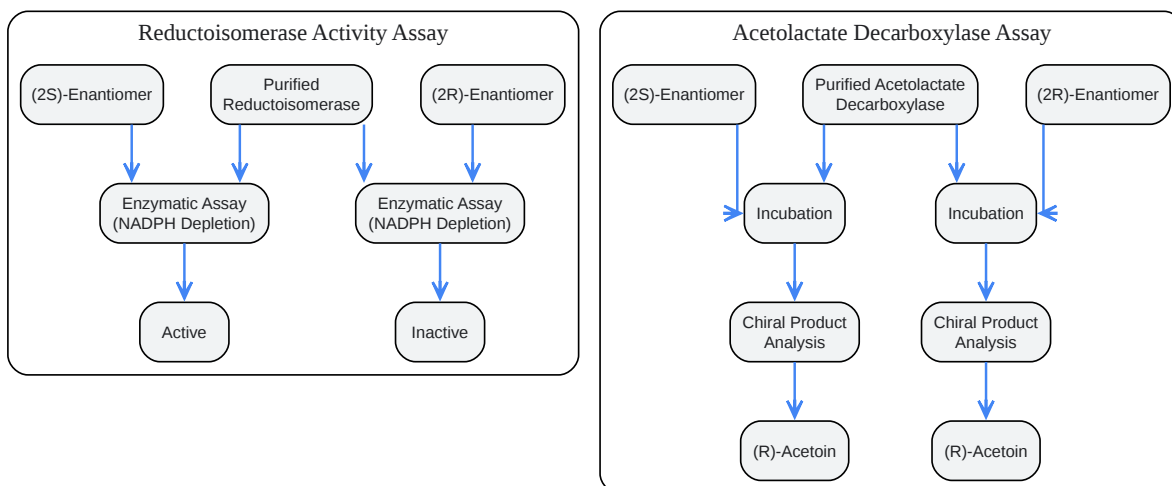 Reductoisomerase Activity Assay
(2S)-Enantiomer
Purified
Reductoisomerase
(2R)-Enantiomer
Enzymatic Assay
(NADPH Depletion)
Enzymatic Assay
(NADPH Depletion)
Active
Inactive
Acetolactate Decarboxylase Assay
(2S)-Enantiomer
Purified Acetolactate
Decarboxylase
(2R)-Enantiomer
Incubation
Incubation
Chiral Product
Analysis
Chiral Product
Analysis
(R)-Acetoin
(R)-Acetoin